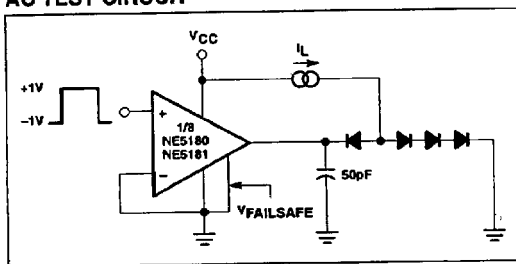 AC TEST CIRCUIT
VCC
IL
+1V
–1V
+
1/8
NE5180
NE5181
–
50pF
VFAILSAFE